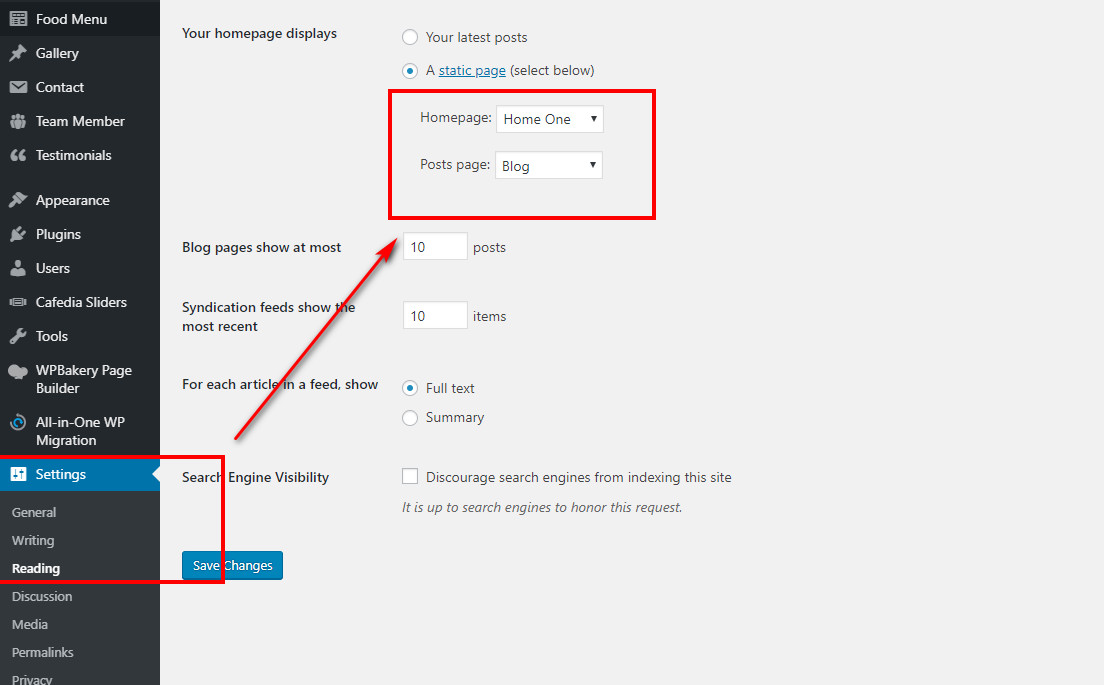 Food Menu
Gallery
Contact
Team Member
Testimonials
Appearance
Plugins
Users
Cafedia Sliders
Tools
WPBakery Page
Builder
All-in-One WP
Migration
Settings
General
Writing
Reading
Discussion
Media
Permalinks
Privacy
Your homepage displays
Your latest posts
A static page (select below)
Homepage: Home One
Posts page: Blog
Blog pages show at most 10 posts
Syndication feeds show the
most recent
10 items
For each article in a feed, show
Full text
Summary
Search Engine Visibility
Discourage search engines from indexing this site
It is up to search engines to honor this request.
Save Changes